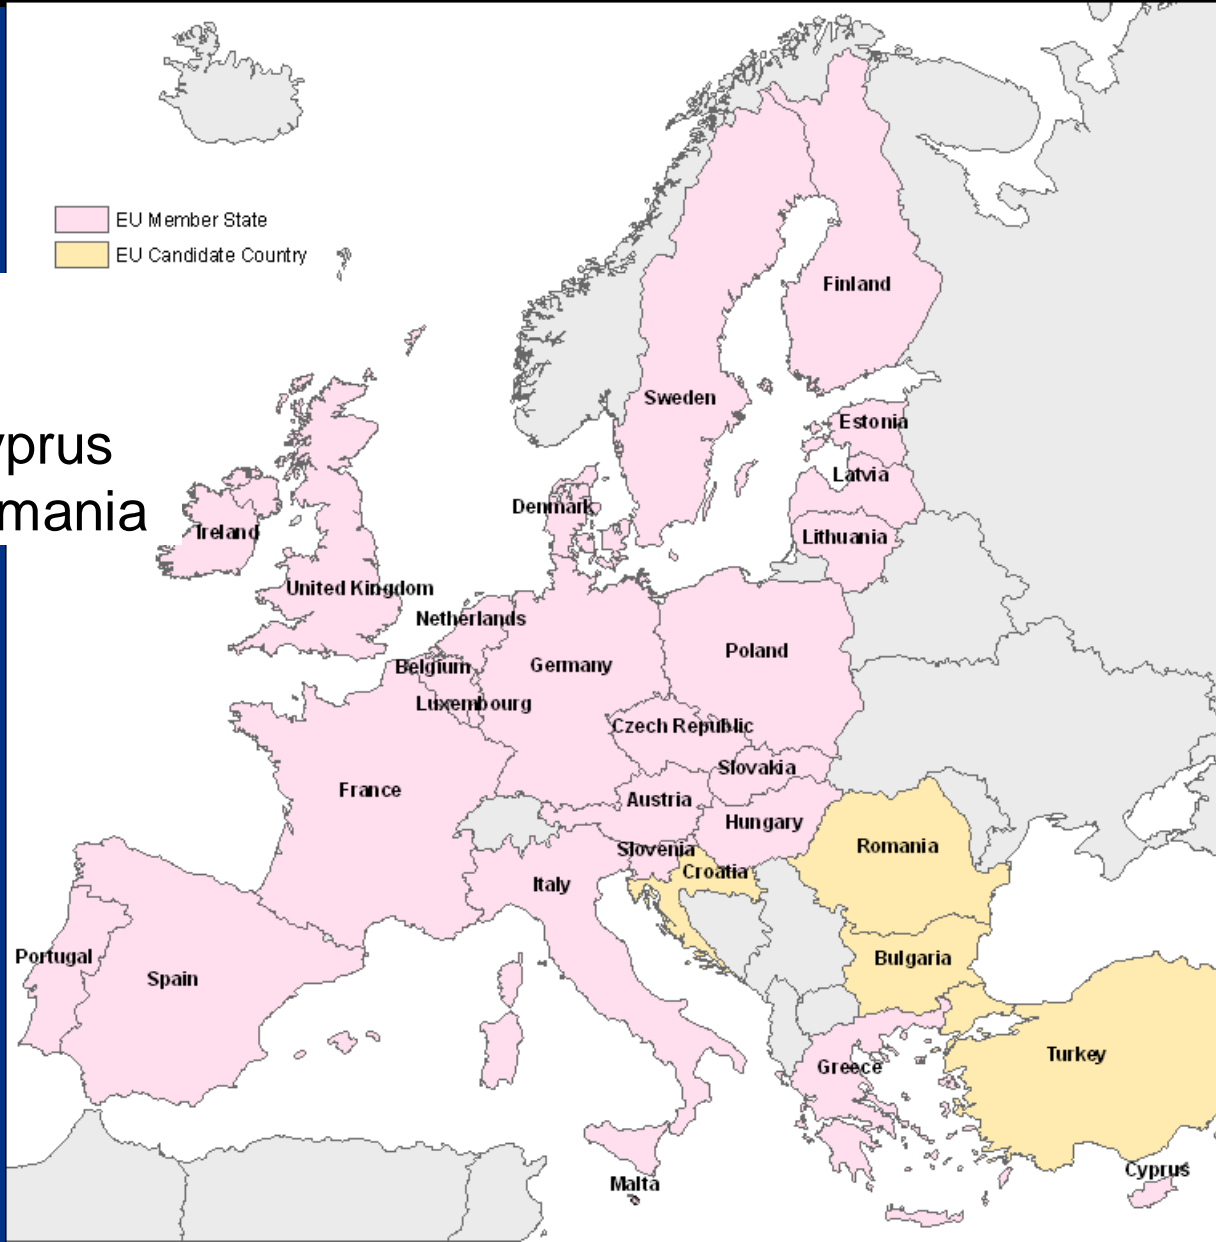 EU Member State
EU Candidate Country
Finland
Sweden
Estonia
yprus
Latvia
Denmark
mania
Ireland
Lithuania
United Kingdom
Netherlands
Poland
Belgium
Germany
Luxembourg
Czech Republic
Slovakia
France
Austria
Hungary
Romania
Slovenia
Croatia
Italy
Portugal
Bulgaria
Spain
Turkey
Greece
Cyprus
Malta